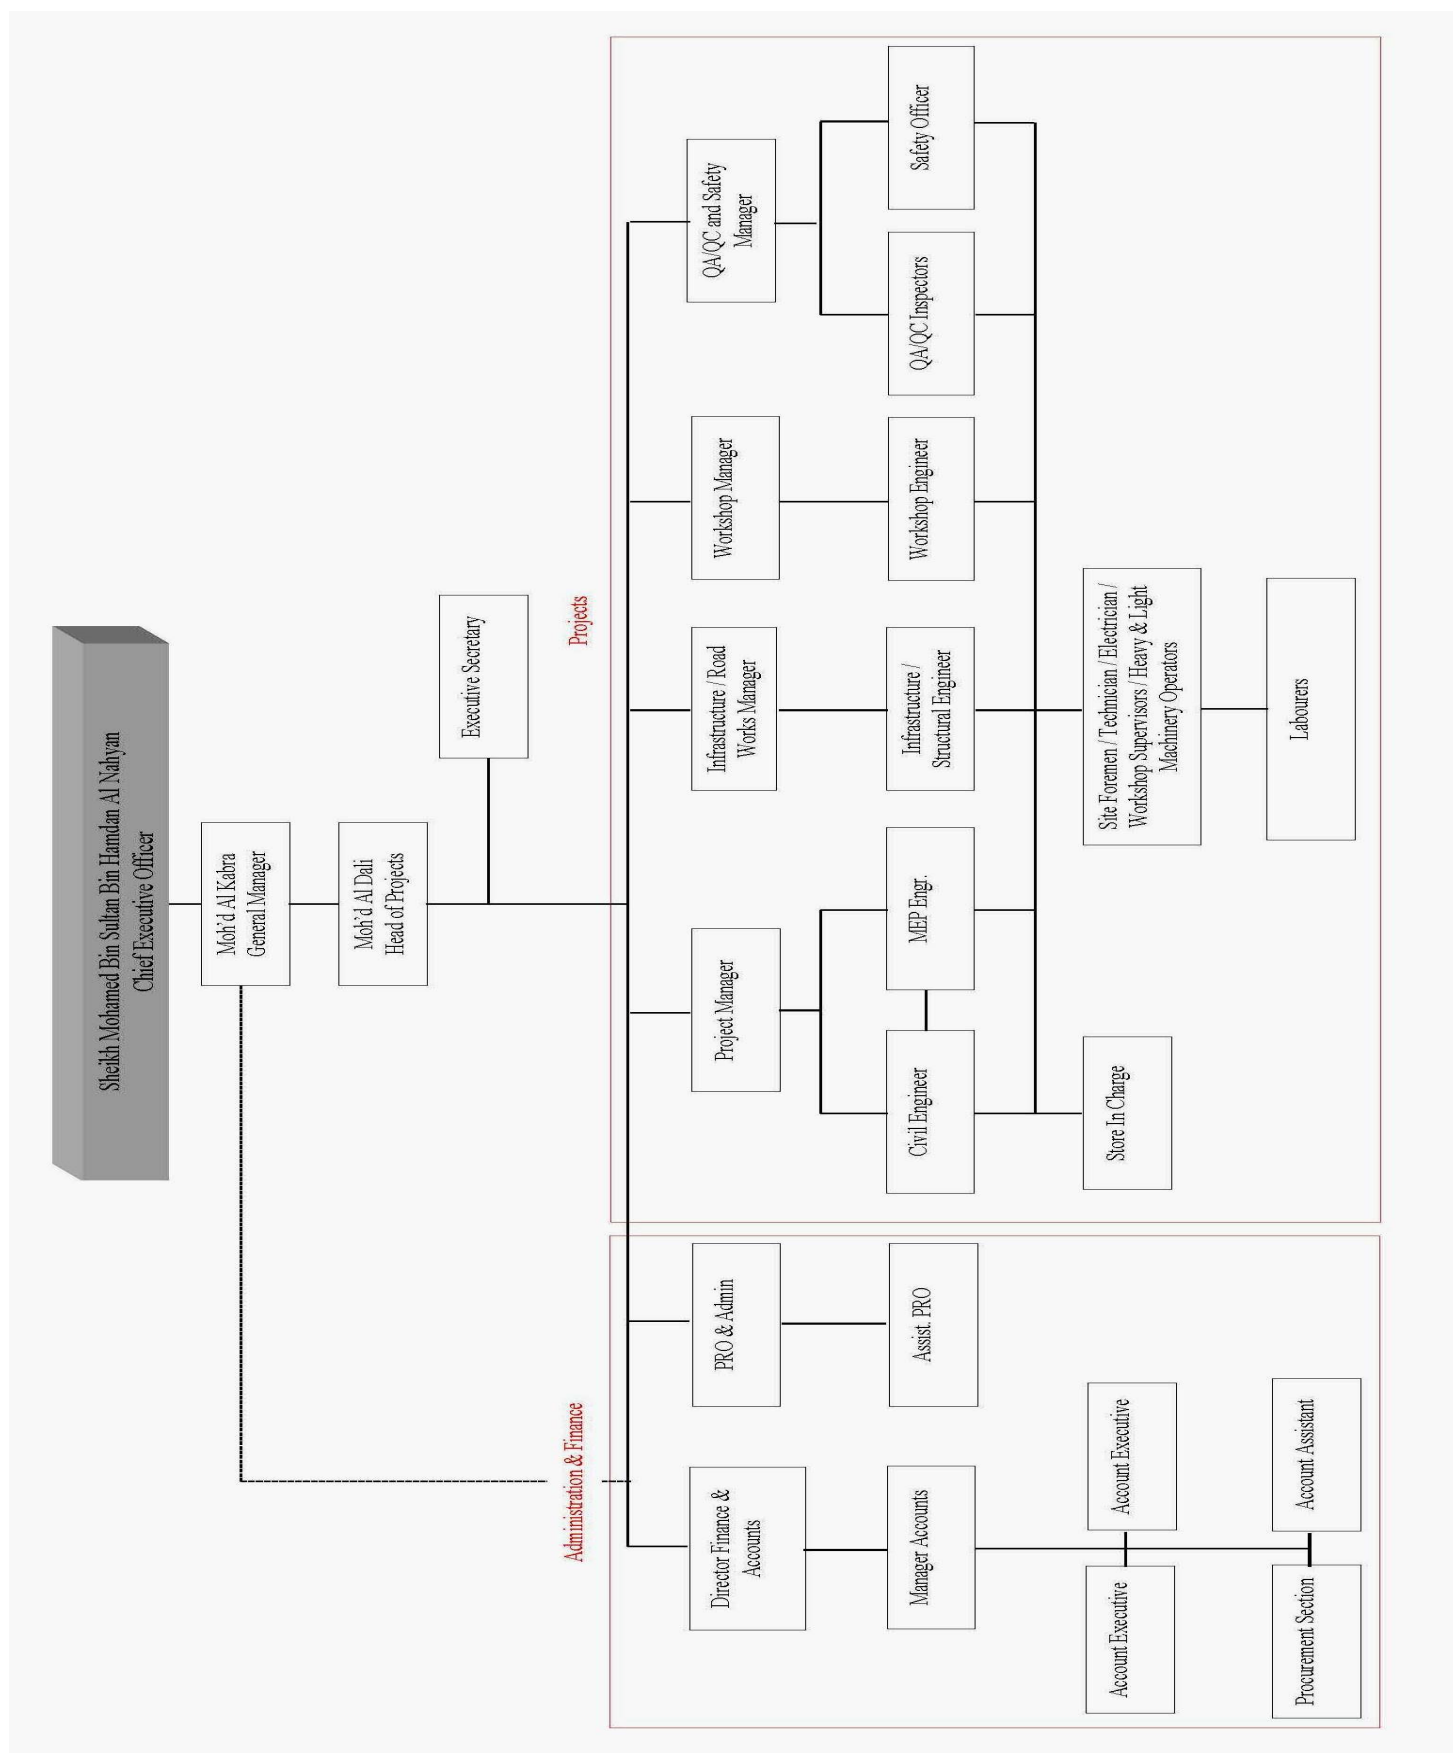 Sheikh Mohamed Bin Sultan Bin Hamdan Al Nahyan
Chief Executive Officer
Moh'd Al Kabra
General Manager
Moh'd Al Dali
Head of Projects
Executive Secretary
Administration & Finance
Projects
Director Finance &
Accounts
PRO & Admin
Project Manager
Infrastructure / Road
Works Manager
Workshop Manager
QA/QC and Safety
Manager
Manager Accounts
Assist. PRO
Civil Engineer
MEP Engr.
Infrastructure /
Structural Engineer
Workshop Engineer
QA/QC Inspectors
Safety Officer
Account Executive
Account Executive
Store In Charge
Site Foremen / Technician / Electrician /
Workshop Supervisors / Heavy & Light
Machinery Operators
Procurement Section
Account Assistant
Labourers